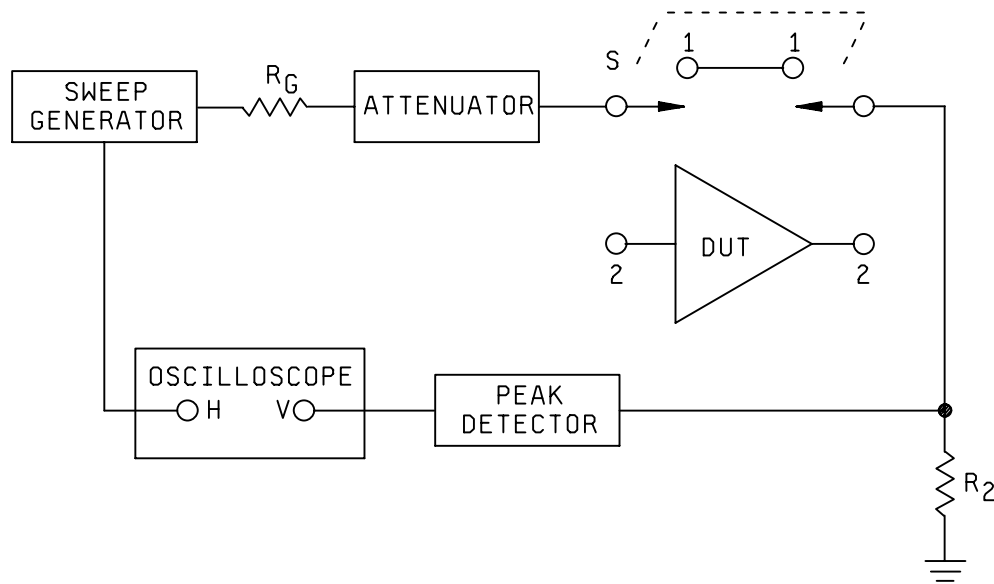 S
1 1
R_G
SWEEP
GENERATOR
ATTENUATOR
DUT
2 2
OSCILLOSCOPE
H V
PEAK
DETECTOR
R_2